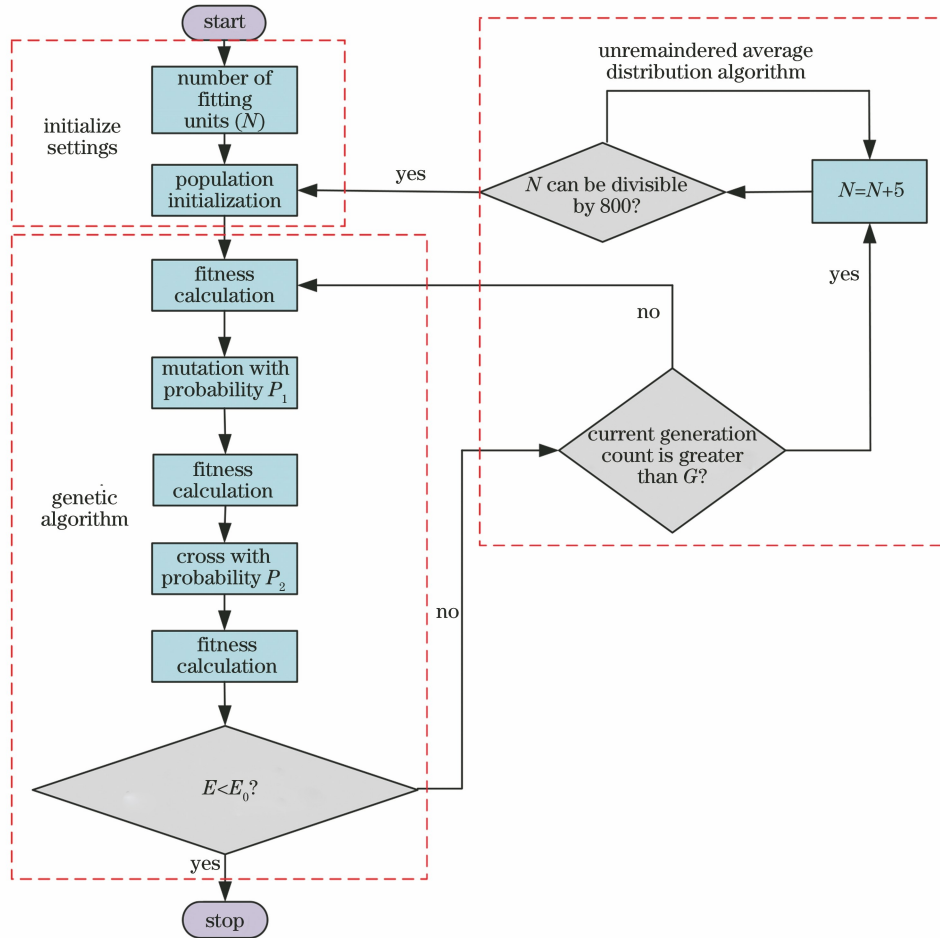 start
number of
fitting
units (N)
initialize
settings
population
initialization
unremaindered average
distribution algorithm
yes
N can be divisible
by 800?
N=N+5
yes
fitness
calculation
no
mutation with
probability P₁
current generation
count is greater
than G?
fitness
calculation
genetic
algorithm
cross with
probability P₂
no
fitness
calculation
E<E₀?
yes
stop